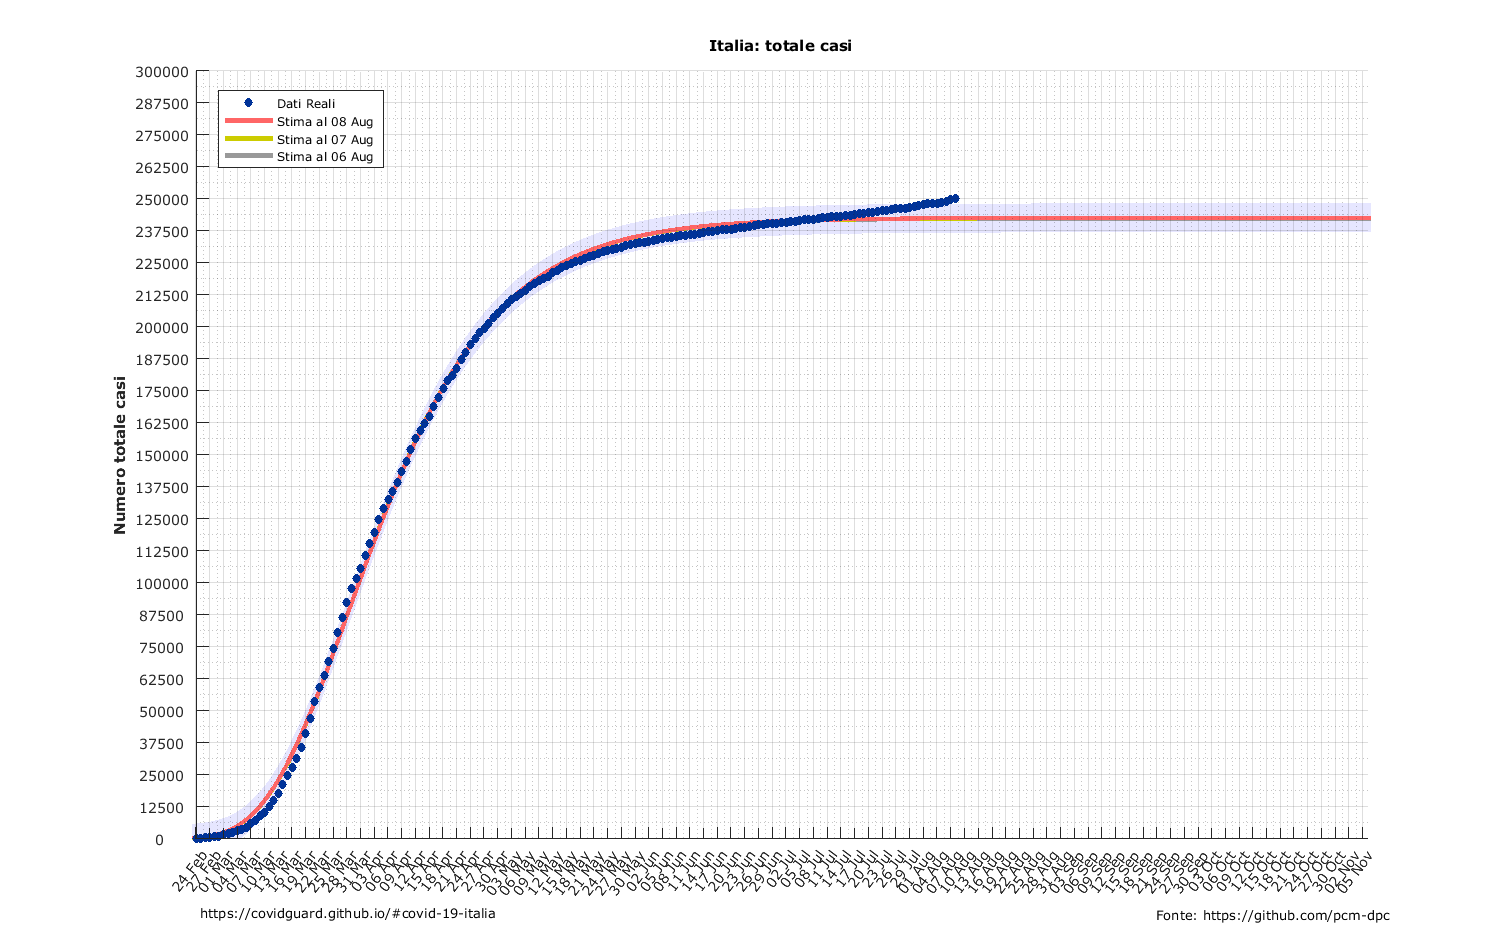 Italia: totale casi
300000
287500
275000
262500
250000
237500
225000
212500
200000
187500
175000
162500
150000
137500
125000
112500
100000
87500
75000
62500
50000
37500
25000
12500
0
Numero totale casi
Dati Reali
Stima al 08 Aug
Stima al 07 Aug
Stima al 06 Aug
24 Feb
27 Feb
01 Mar
04 Mar
07 Mar
10 Mar
13 Mar
16 Mar
19 Mar
22 Mar
25 Mar
28 Mar
31 Mar
03 Apr
06 Apr
09 Apr
12 Apr
15 Apr
18 Apr
21 Apr
24 Apr
27 Apr
30 Apr
03 May
06 May
09 May
12 May
15 May
18 May
21 May
24 May
27 May
30 May
02 Jun
05 Jun
08 Jun
11 Jun
14 Jun
17 Jun
20 Jun
23 Jun
26 Jun
29 Jun
02 Jul
05 Jul
08 Jul
11 Jul
14 Jul
17 Jul
20 Jul
23 Jul
26 Jul
29 Jul
01 Aug
04 Aug
07 Aug
10 Aug
13 Aug
16 Aug
19 Aug
22 Aug
25 Aug
28 Aug
31 Aug
03 Sep
06 Sep
09 Sep
12 Sep
15 Sep
18 Sep
21 Sep
24 Sep
27 Sep
30 Sep
03 Oct
06 Oct
09 Oct
12 Oct
15 Oct
18 Oct
21 Oct
24 Oct
27 Oct
30 Oct
02 Nov
05 Nov
https://covidguard.github.io/#covid-19-italia
Fonte: https://github.com/pcm-dpc